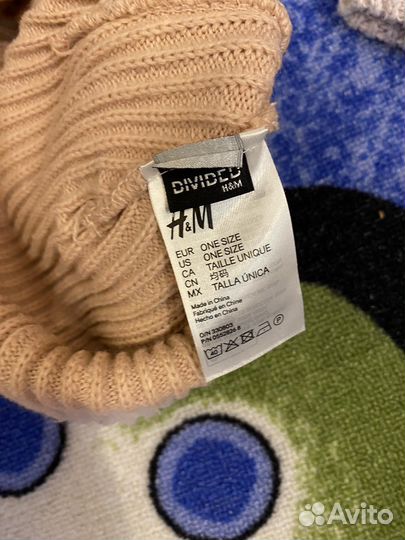 DIVIDED
H&M
H&M
EUR ONE SIZE
US ONE SIZE
CA TAILLE UNIQUE
CN 均码
MX TALLA ÚNICA
Made in China
Fabriqué en Chine
Hecho en China
D/N 330803
40
F
Avito